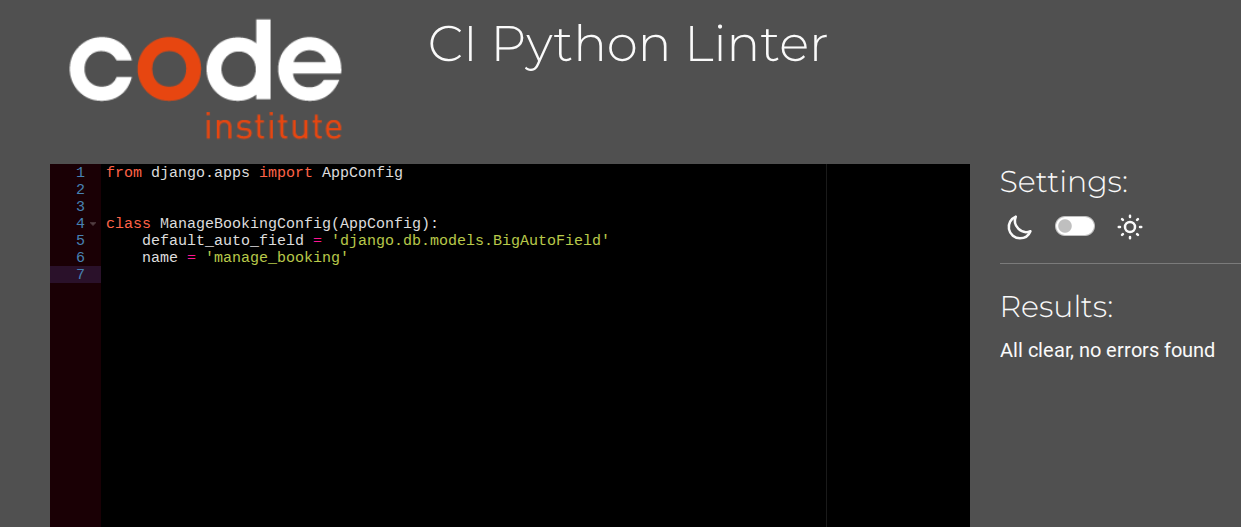 code
institute
CI Python Linter
1 from django.apps import AppConfig
2
3
4 class ManageBookingConfig(AppConfig):
5     default_auto_field = 'django.db.models.BigAutoField'
6     name = 'manage_booking'
7
Settings:
Results:
All clear, no errors found